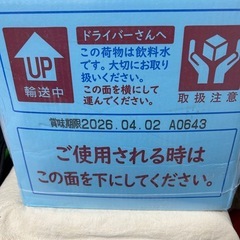 ドライバーさんへ
UP
輸送中
この荷物は飲料水
です。大切にお取り
扱いください。
この面を横にして
運んでください。
取扱注意
賞味期限2026.04.02 A0643
ご使用される時は
この面を下にしてください。